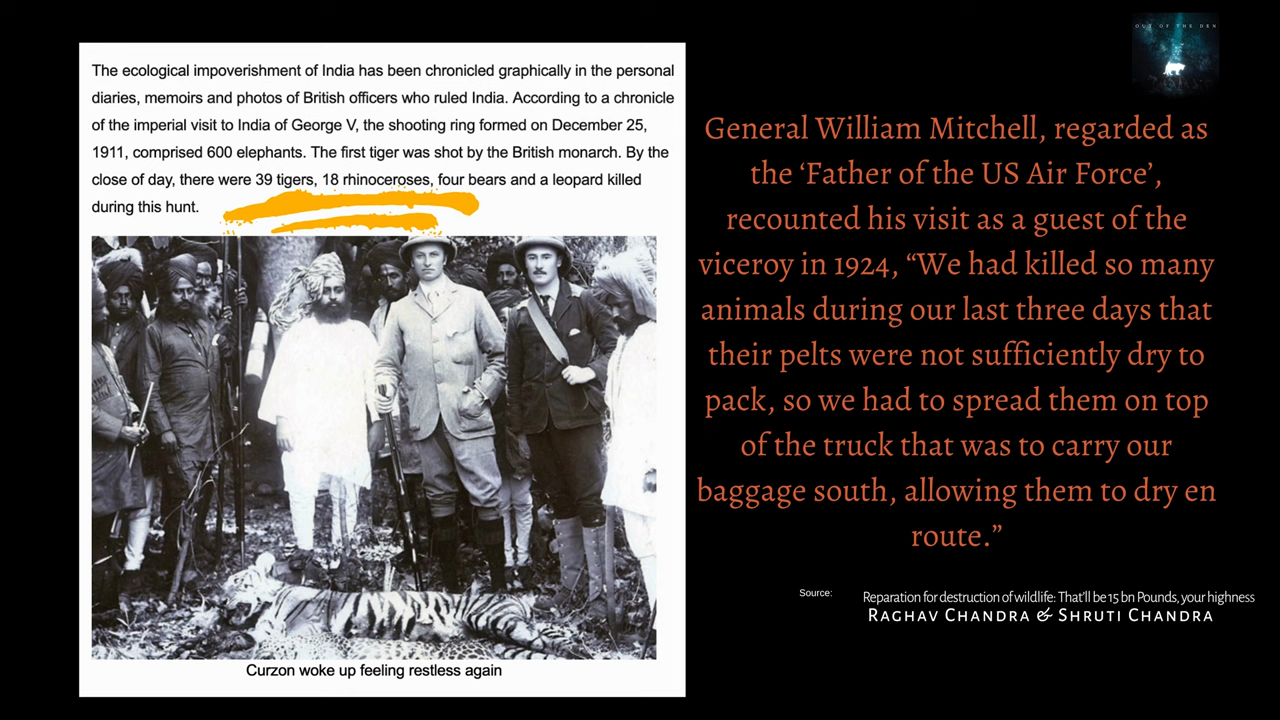 OUT OF THE DEN
The ecological impoverishment of India has been chronicled graphically in the personal
diaries, memoirs and photos of British officers who ruled India. According to a chronicle
of the imperial visit to India of George V, the shooting ring formed on December 25,
1911, comprised 600 elephants. The first tiger was shot by the British monarch. By the
close of day, there were 39 tigers, 18 rhinoceroses, four bears and a leopard killed
during this hunt.
Curzon woke up feeling restless again
General William Mitchell, regarded as
the ‘Father of the US Air Force’,
recounted his visit as a guest of the
viceroy in 1924, “We had killed so many
animals during our last three days that
their pelts were not sufficiently dry to
pack, so we had to spread them on top
of the truck that was to carry our
baggage south, allowing them to dry en
route.”
Source: Reparation for destruction of wildlife: That'll be 15 bn Pounds, your highness
RAGHAV CHANDRA & SHRUTI CHANDRA